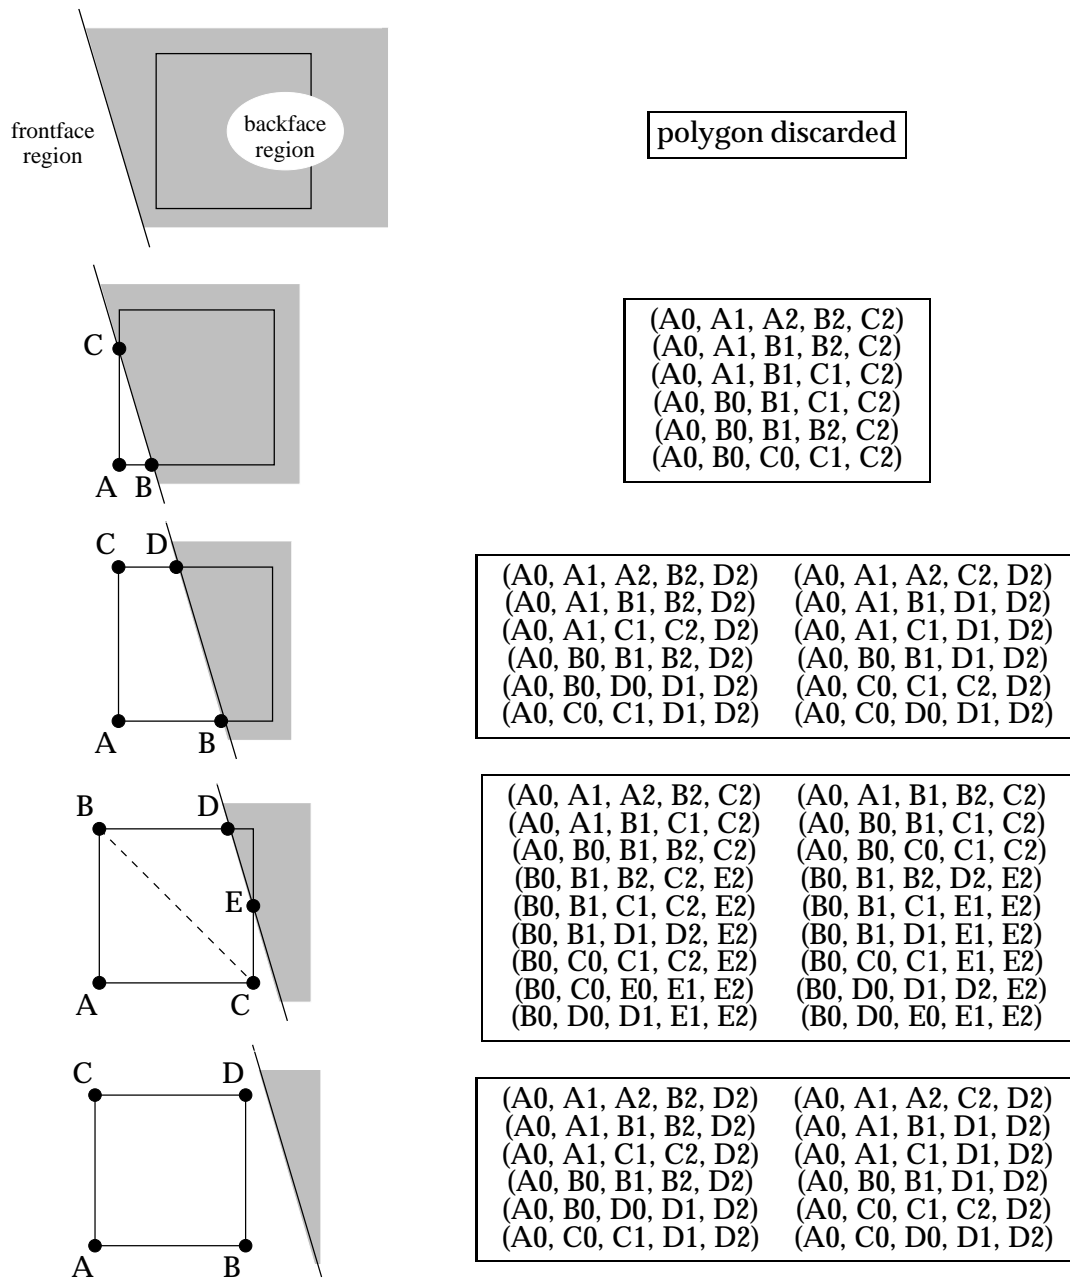 frontface
region
backface
region
polygon discarded
C
A B
(A0, A1, A2, B2, C2)
(A0, A1, B1, B2, C2)
(A0, A1, B1, C1, C2)
(A0, B0, B1, C1, C2)
(A0, B0, B1, B2, C2)
(A0, B0, C0, C1, C2)
C D
A B
(A0, A1, A2, B2, D2) (A0, A1, A2, C2, D2)
(A0, A1, B1, B2, D2) (A0, A1, B1, D1, D2)
(A0, A1, C1, C2, D2) (A0, A1, C1, D1, D2)
(A0, B0, B1, B2, D2) (A0, B0, B1, D1, D2)
(A0, B0, D0, D1, D2) (A0, C0, C1, C2, D2)
(A0, C0, C1, D1, D2) (A0, C0, D0, D1, D2)
B D
E
A C
(A0, A1, A2, B2, C2) (A0, A1, B1, B2, C2)
(A0, A1, B1, C1, C2) (A0, B0, B1, C1, C2)
(A0, B0, B1, B2, C2) (A0, B0, C0, C1, C2)
(B0, B1, B2, C2, E2) (B0, B1, B2, D2, E2)
(B0, B1, C1, C2, E2) (B0, B1, C1, E1, E2)
(B0, B1, D1, D2, E2) (B0, B1, D1, E1, E2)
(B0, C0, C1, C2, E2) (B0, C0, C1, E1, E2)
(B0, C0, E0, E1, E2) (B0, D0, D1, D2, E2)
(B0, D0, D1, E1, E2) (B0, D0, E0, E1, E2)
C D
A B
(A0, A1, A2, B2, D2) (A0, A1, A2, C2, D2)
(A0, A1, B1, B2, D2) (A0, A1, B1, D1, D2)
(A0, A1, C1, C2, D2) (A0, A1, C1, D1, D2)
(A0, B0, B1, B2, D2) (A0, B0, B1, D1, D2)
(A0, B0, D0, D1, D2) (A0, C0, C1, C2, D2)
(A0, C0, C1, D1, D2) (A0, C0, D0, D1, D2)